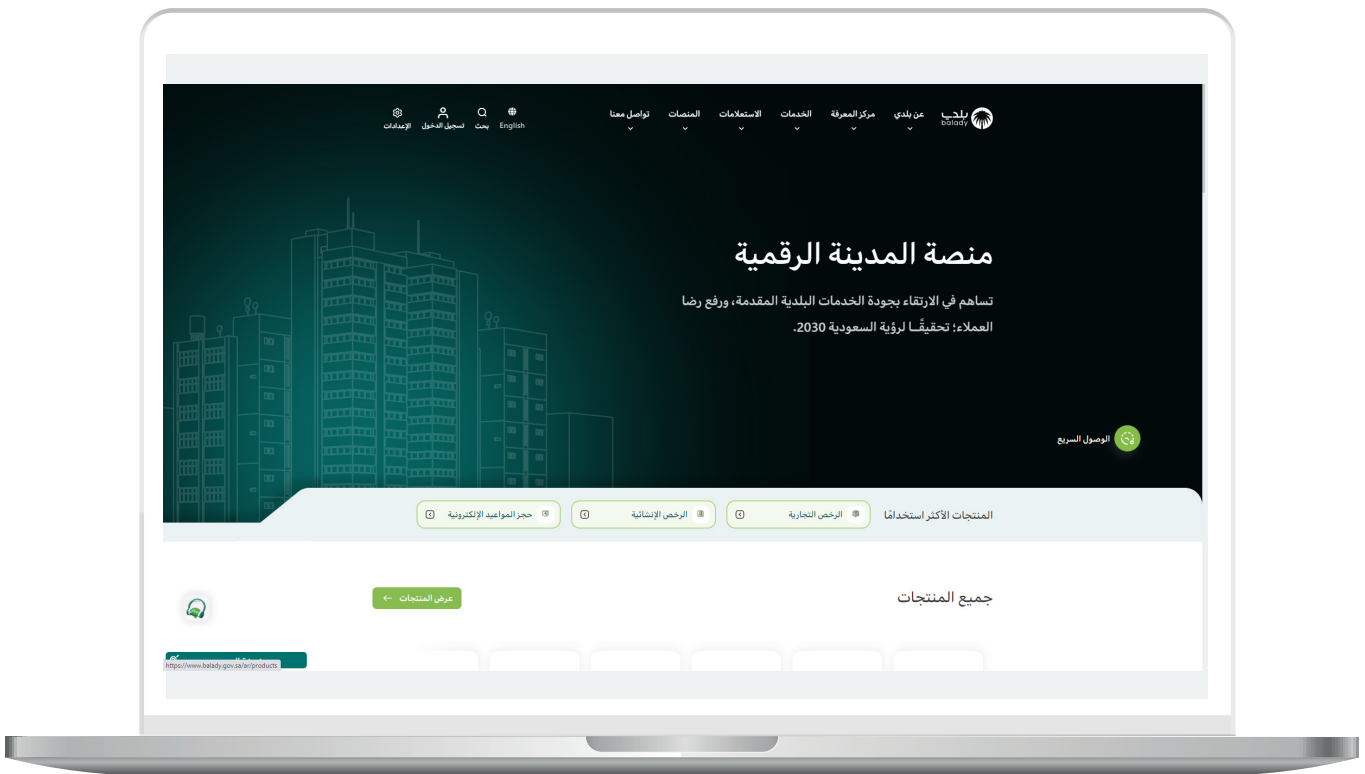 بلدي
balady
عن بلدي
مركز المعرفة
الخدمات
الاستعلامات
المنصات
تواصل معنا
English
بحث
تسجيل الدخول
الإعدادات
منصة المدينة الرقمية
تساهم في الارتقاء بجودة الخدمات البلدية المقدمة، ورفع رضا
العملاء؛ تحقيقًـا لرؤية السعودية 2030.
الوصول السريع
المنتجات الأكثر استخدامًا
الرخص التجارية
الرخص الإنشائية
حجز المواعيد الإلكترونية
جميع المنتجات
عرض المنتجات
https://www.balady.gov.sa/ar/products